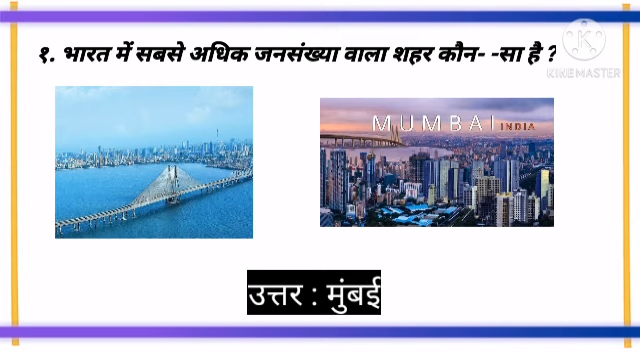 १. भारत में सबसे अधिक जनसंख्या वाला शहर कौन- -सा है ?
KINEMASTER
MUMBAI INDIA
उत्तर : मुंबई